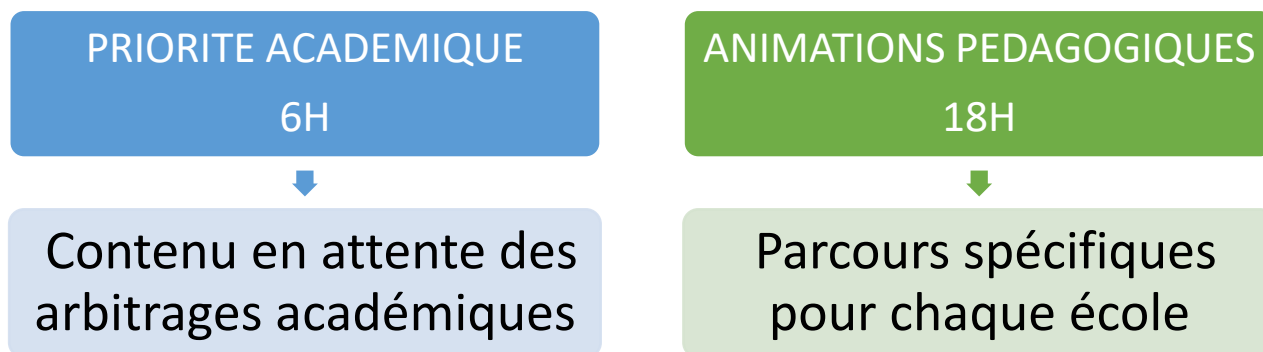 PRIORITE ACADEMIQUE
6H
Contenu en attente des
arbitrages académiques
ANIMATIONS PEDAGOGIQUES
18H
Parcours spécifiques
pour chaque école